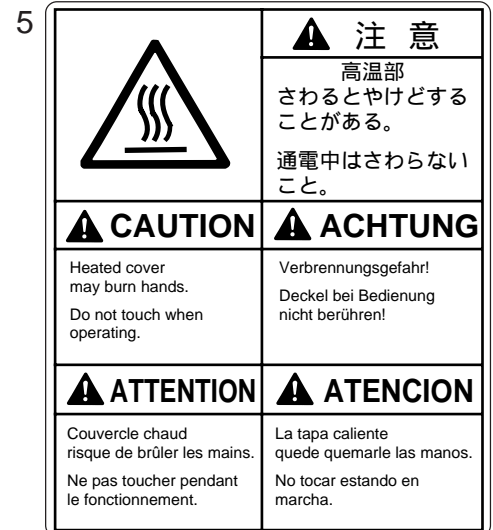 5
注 意
高温部
さわるとやけどする
ことがある。
通電中はさわらない
こと。
CAUTION
Heated cover
may burn hands.
Do not touch when
operating.
ACHTUNG
Verbrennungsgefahr!
Deckel bei Bedienung
nicht berühren!
ATTENTION
Couvercle chaud
risque de brûler les mains.
Ne pas toucher pendant
le fonctionnement.
ATENCION
La tapa caliente
quede quemarle las manos.
No tocar estando en
marcha.